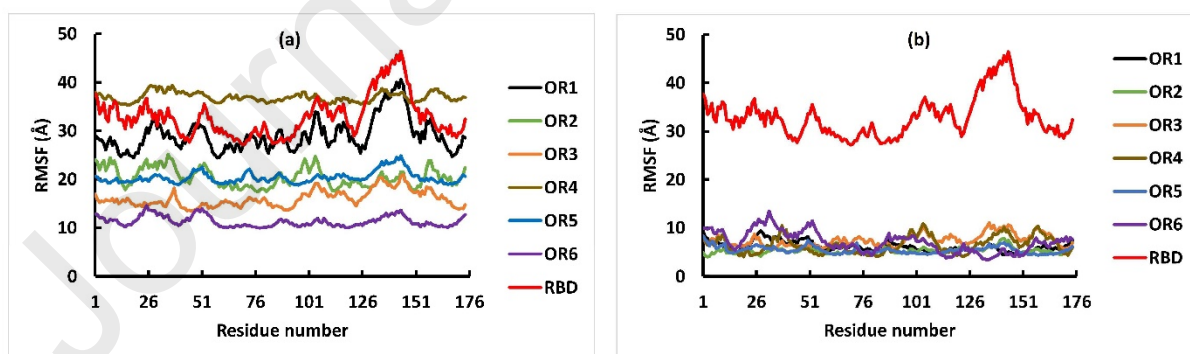 Journa
(a)
RMSF (Å)
50
40
30
20
10
0
1 26 51 76 101 126 151 176
Residue number
OR1
OR2
OR3
OR4
OR5
OR6
RBD
(b)
RMSF (Å)
50
40
30
20
10
0
1 26 51 76 101 126 151 176
Residue number
OR1
OR2
OR3
OR4
OR5
OR6
RBD